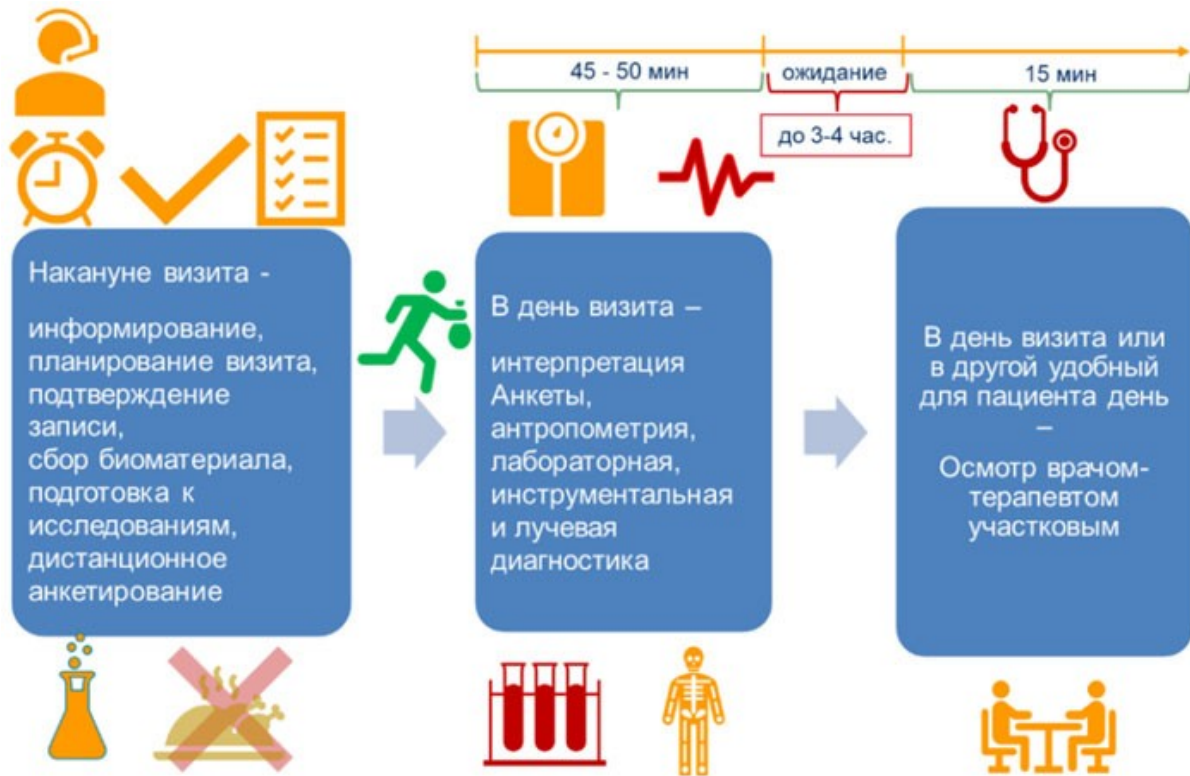 45 - 50 мин
ожидание
15 мин
до 3-4 час.
Накануне визита -
информирование,
планирование визита,
подтверждение
записи,
сбор биоматериала,
подготовка к
исследованиям,
дистанционное
анкетирование
В день визита –
интерпретация
Анкеты,
антропометрия,
лабораторная,
инструментальная
и лучевая
диагностика
В день визита или
в другой удобный
для пациента день
–
Осмотр врачом-
терапевтом
участковым